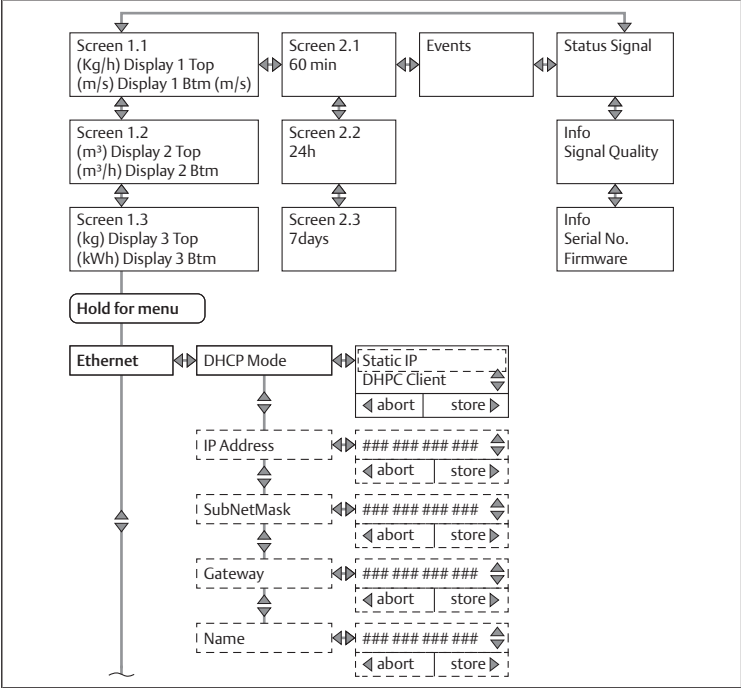 Screen 1.1
(Kg/h) Display 1 Top
(m/s) Display 1 Btm (m/s)
Screen 2.1
60 min
Events
Status Signal
Screen 1.2
(m³) Display 2 Top
(m³/h) Display 2 Btm
Screen 2.2
24h
Info
Signal Quality
Screen 1.3
(kg) Display 3 Top
(kWh) Display 3 Btm
Screen 2.3
7days
Info
Serial No.
Firmware
Hold for menu
Ethernet
DHCP Mode
Static IP
DHPC Client
abort store
IP Address
### ### ### ###
abort store
SubNetMask
### ### ### ###
abort store
Gateway
### ### ### ###
abort store
Name
### ### ### ###
abort store